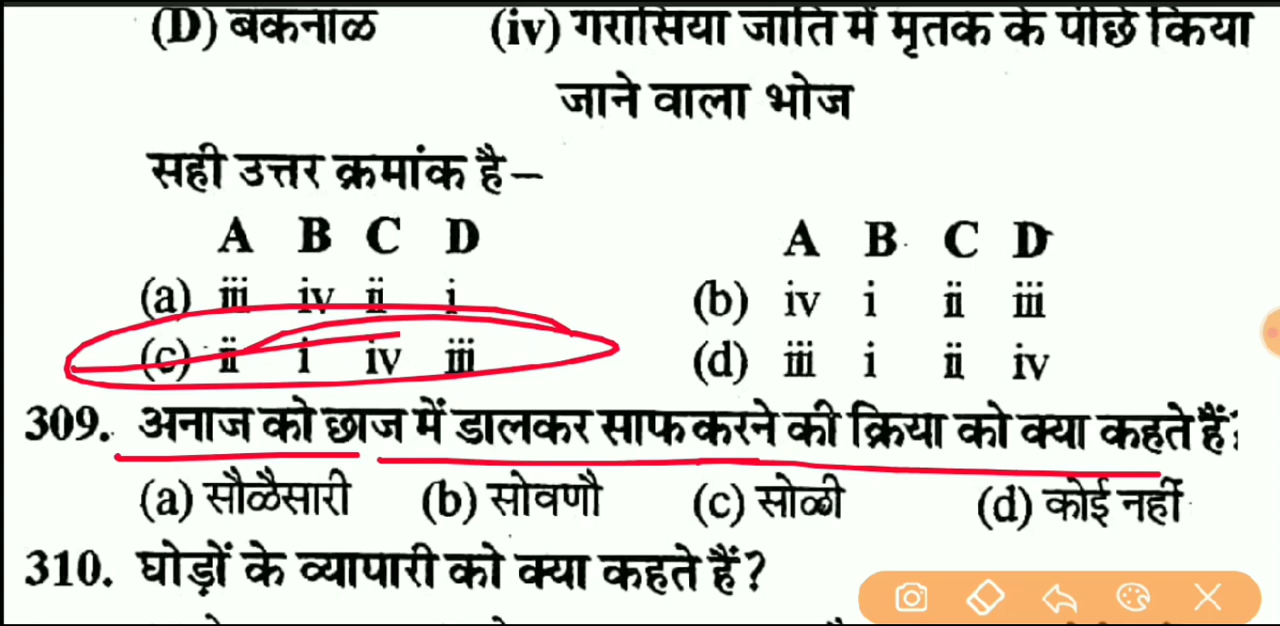 (D) बकनाळ (iv) गरासिया जाति में मृतक के पीछे किया
जाने वाला भोज
सही उत्तर क्रमांक है–
A B C D A B C D
(a) iii iv ii i (b) iv i ii iii
(c) ii i iv iii (d) iii i ii iv
309. अनाज को छाज में डालकर साफ करने की क्रिया को क्या कहते हैं?
(a) सौळैसारी (b) सोवणौ (c) सोळी (d) कोई नहीं
310. घोड़ों के व्यापारी को क्या कहते हैं?